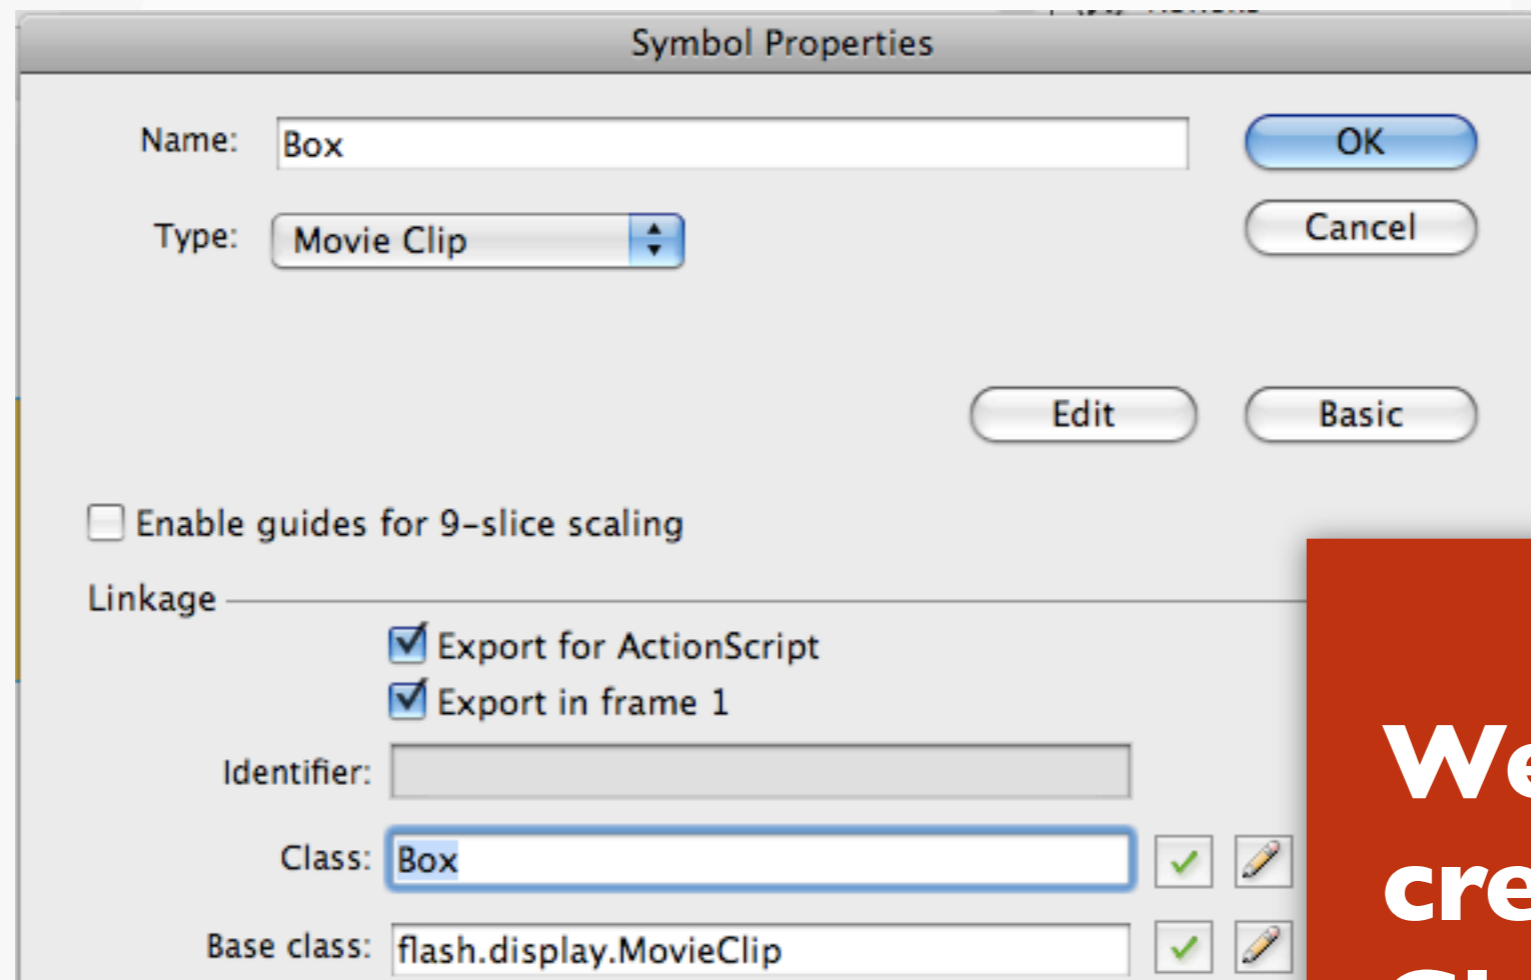 Symbol Properties
Name: Box
OK
Type: Movie Clip
Cancel
Edit
Basic
Enable guides for 9-slice scaling
Linkage
Export for ActionScript
Export in frame 1
Identifier:
Class: Box
Base class: flash.display.MovieClip